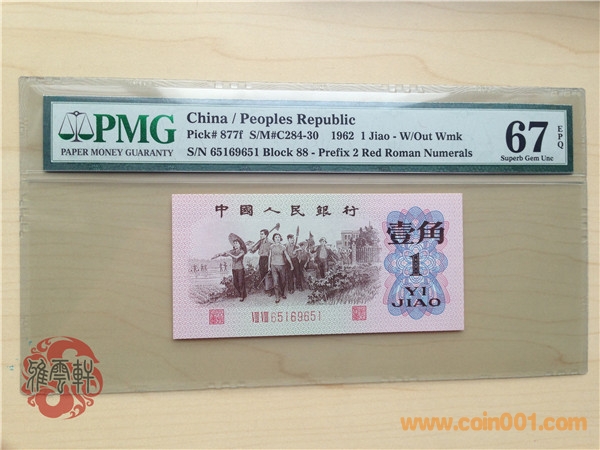 PMG
PAPER MONEY GUARANTY
China / Peoples Republic
Pick# 877f S/M#C284-30 1962 1 Jiao - W/Out Wmk
S/N 65169651 Block 88 - Prefix 2 Red Roman Numerals
67 EPQ
Superb Gem Unc
中國人民銀行
壹角
1
YI
JIAO
VIII VIII 65169651
雅雲軒
www.coin001.com